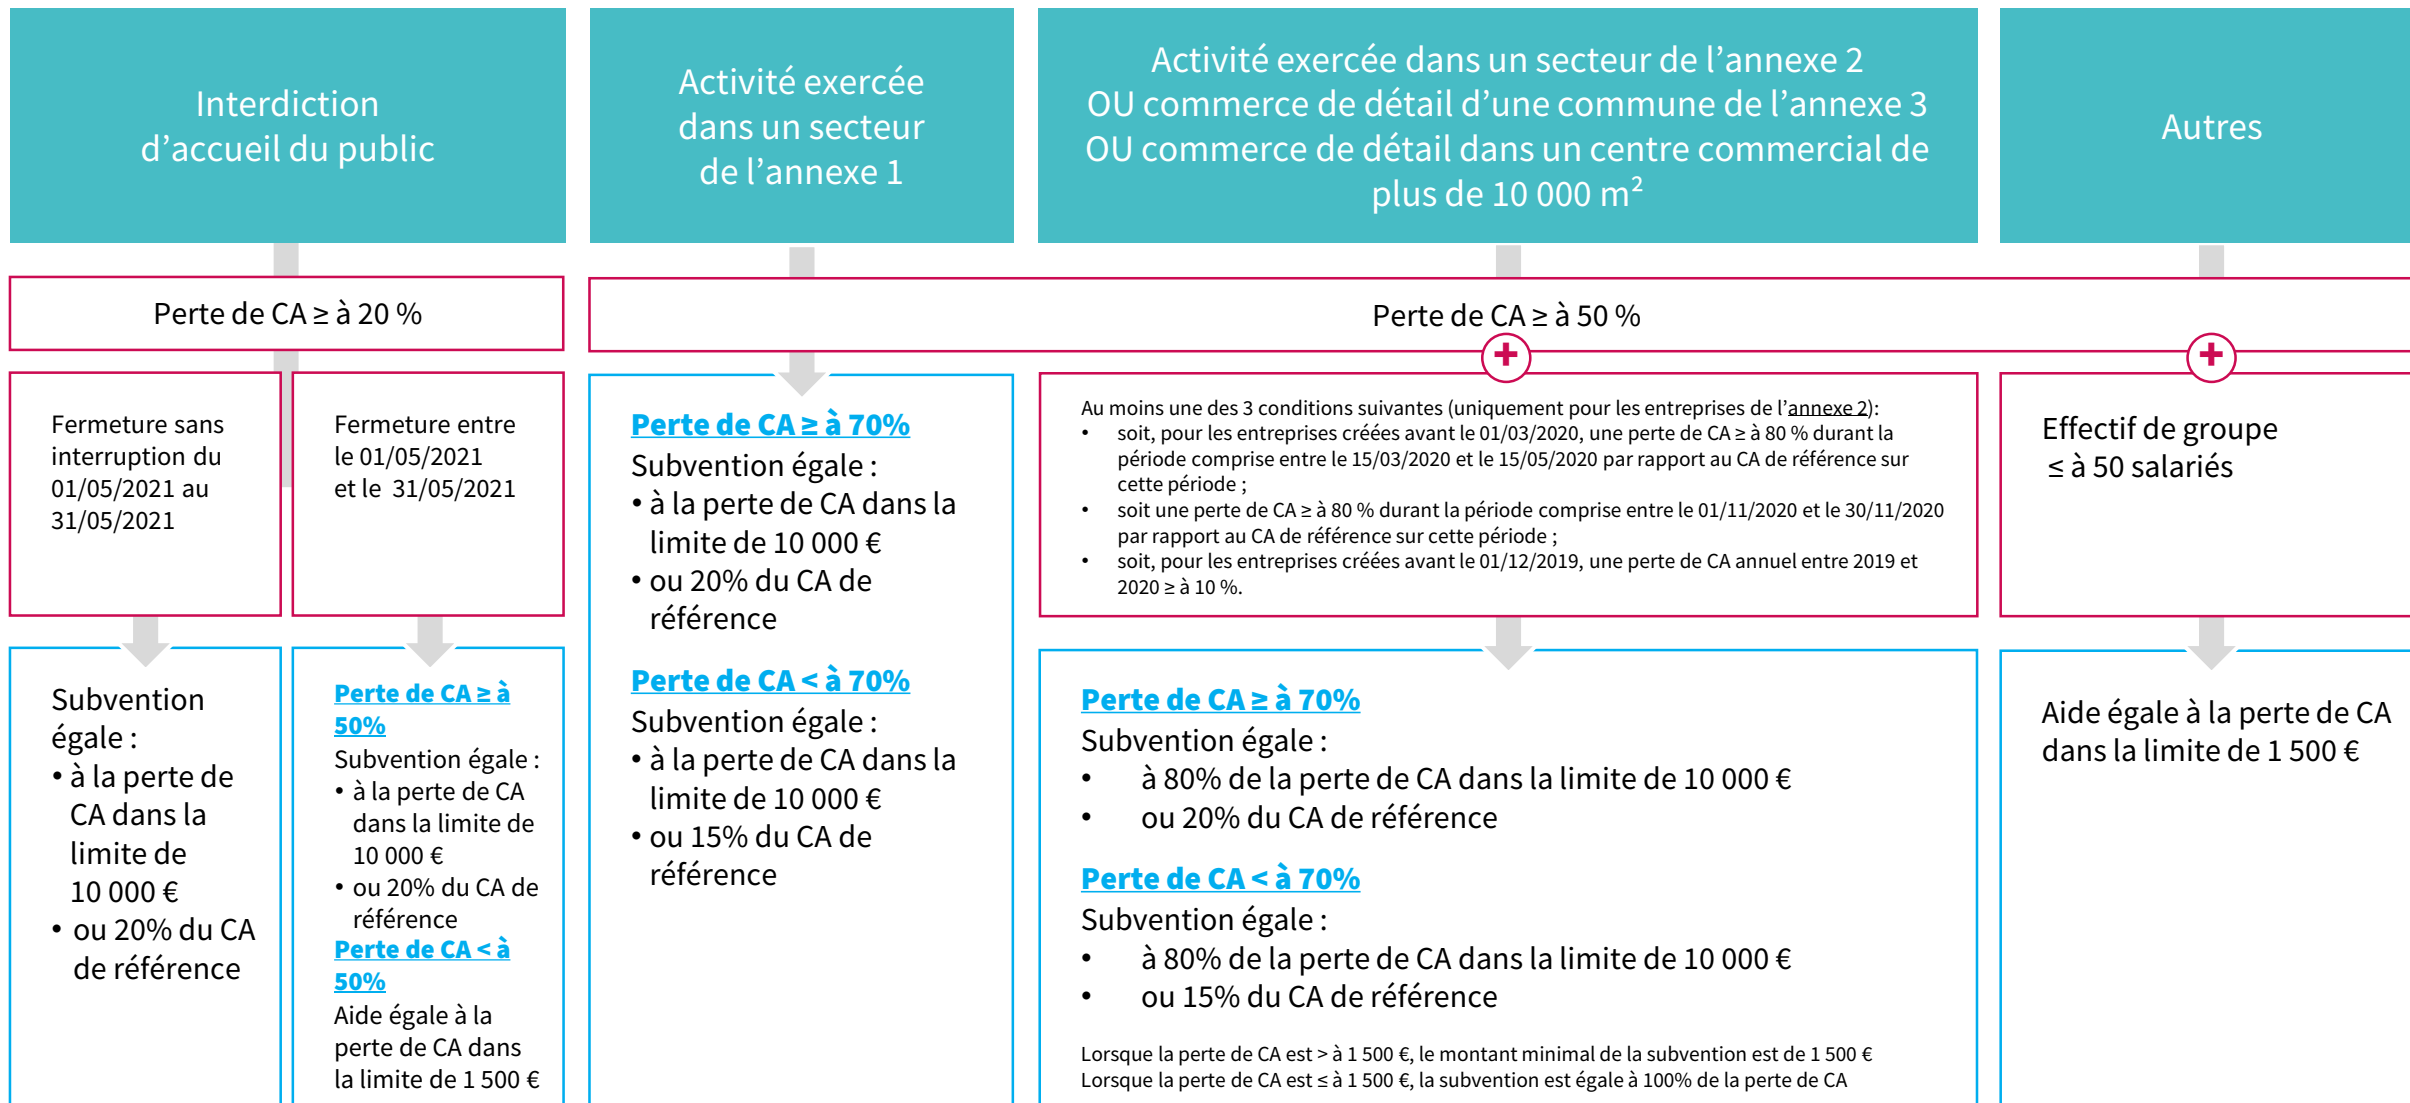 Interdiction
d’accueil du public
Activité exercée
dans un secteur
de l’annexe 1
Activité exercée dans un secteur de l’annexe 2
OU commerce de détail d’une commune de l’annexe 3
OU commerce de détail dans un centre commercial de
plus de 10 000 m²
Autres
Perte de CA ≥ à 20 %
Perte de CA ≥ à 50 %
+
+
Fermeture sans
interruption du
01/05/2021 au
31/05/2021
Fermeture entre
le 01/05/2021
et le 31/05/2021
Subvention
égale :
• à la perte de
CA dans la
limite de
10 000 €
• ou 20% du CA
de référence
Perte de CA ≥ à
50%
Subvention égale :
• à la perte de CA
dans la limite de
10 000 €
• ou 20% du CA de
référence
Perte de CA < à
50%
Aide égale à la
perte de CA dans
la limite de 1 500 €
Perte de CA ≥ à 70%
Subvention égale :
• à la perte de CA dans la
limite de 10 000 €
• ou 20% du CA de
référence
Perte de CA < à 70%
Subvention égale :
• à la perte de CA dans la
limite de 10 000 €
• ou 15% du CA de
référence
Au moins une des 3 conditions suivantes (uniquement pour les entreprises de l’annexe 2):
• soit, pour les entreprises créées avant le 01/03/2020, une perte de CA ≥ à 80 % durant la
période comprise entre le 15/03/2020 et le 15/05/2020 par rapport au CA de référence sur
cette période ;
• soit une perte de CA ≥ à 80 % durant la période comprise entre le 01/11/2020 et le 30/11/2020
par rapport au CA de référence sur cette période ;
• soit, pour les entreprises créées avant le 01/12/2019, une perte de CA annuel entre 2019 et
2020 ≥ à 10 %.
Perte de CA ≥ à 70%
Subvention égale :
• à 80% de la perte de CA dans la limite de 10 000 €
• ou 20% du CA de référence
Perte de CA < à 70%
Subvention égale :
• à 80% de la perte de CA dans la limite de 10 000 €
• ou 15% du CA de référence
Lorsque la perte de CA est > à 1 500 €, le montant minimal de la subvention est de 1 500 €
Lorsque la perte de CA est ≤ à 1 500 €, la subvention est égale à 100% de la perte de CA
Effectif de groupe
≤ à 50 salariés
Aide égale à la perte de CA
dans la limite de 1 500 €